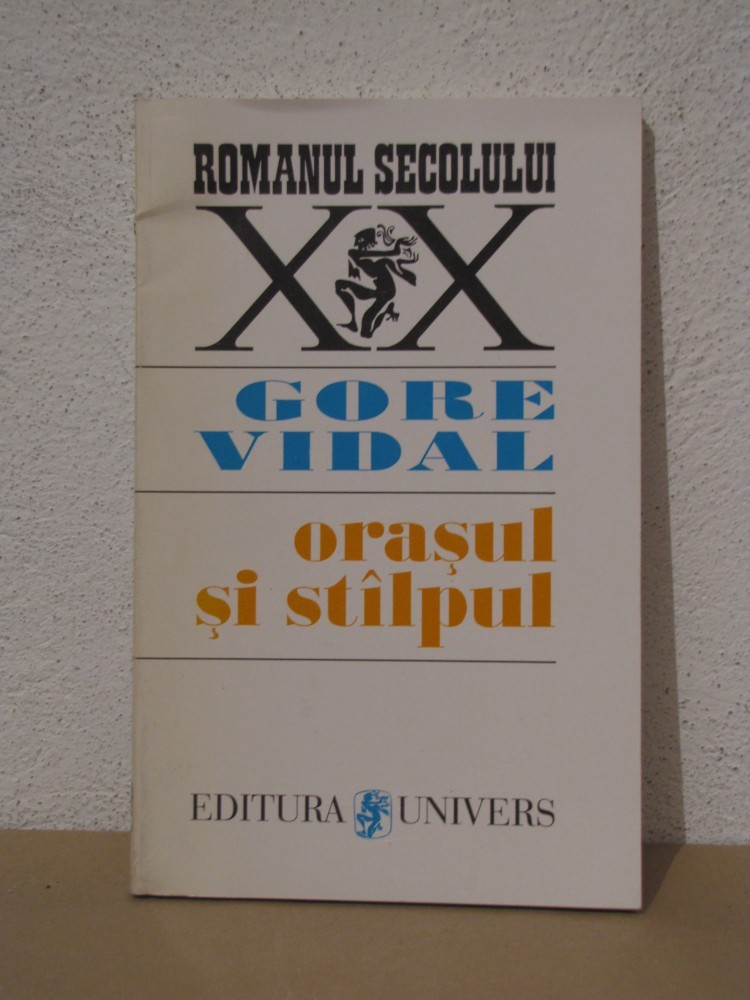 ROMANUL SECOLULUI
XX
GORE
VIDAL
orașul
și stîlpul
EDITURA UNIVERS